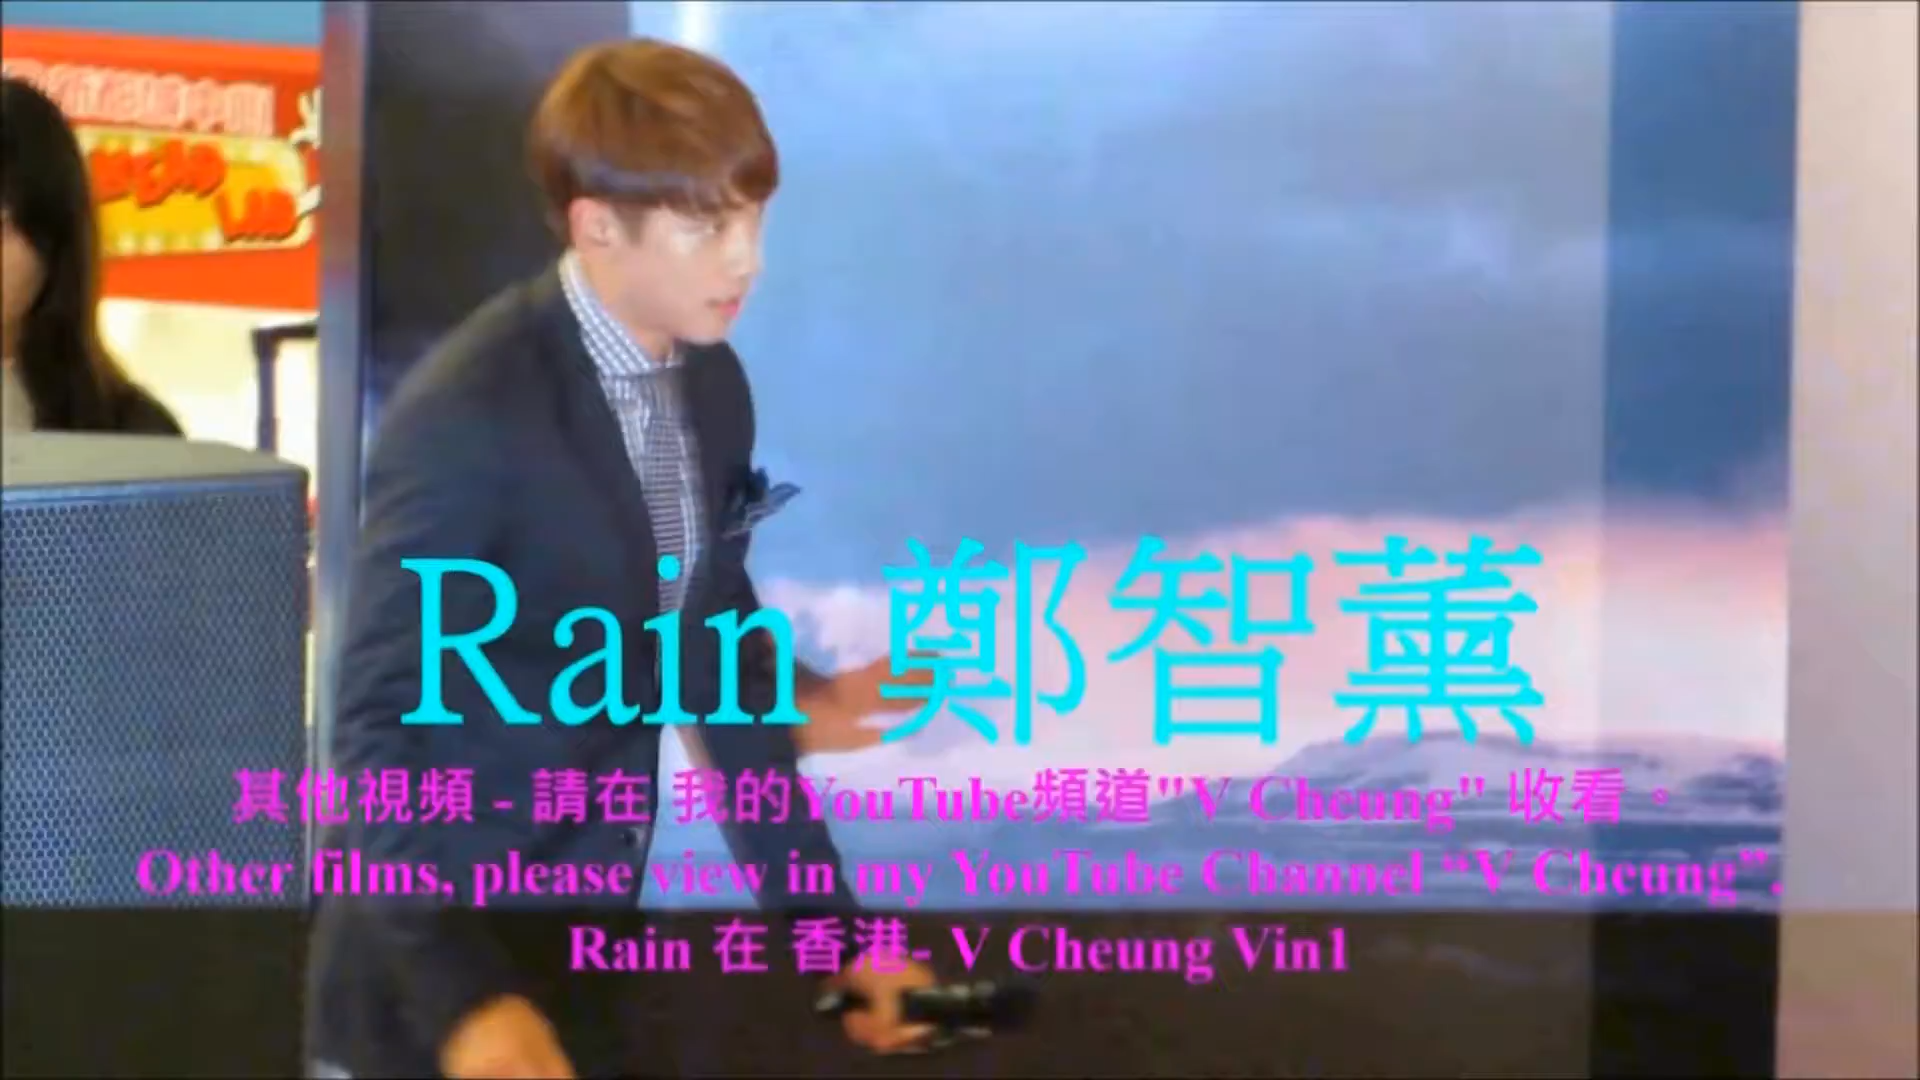 Rain 鄭智薰
其他視頻 - 請在 我的YouTube頻道"V Cheung" 收看。
Other films, please view in my YouTube Channel “V Cheung”.
Rain 在 香港- V Cheung Vin1